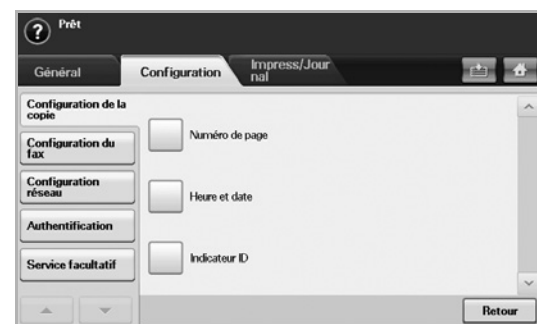 ? Prêt
Général
Configuration
Impress/Jour
nal
Configuration de la
copie
Configuration du
fax
Configuration
réseau
Authentification
Service facultatif
Numéro de page
Heure et date
Indicateur ID
Retour